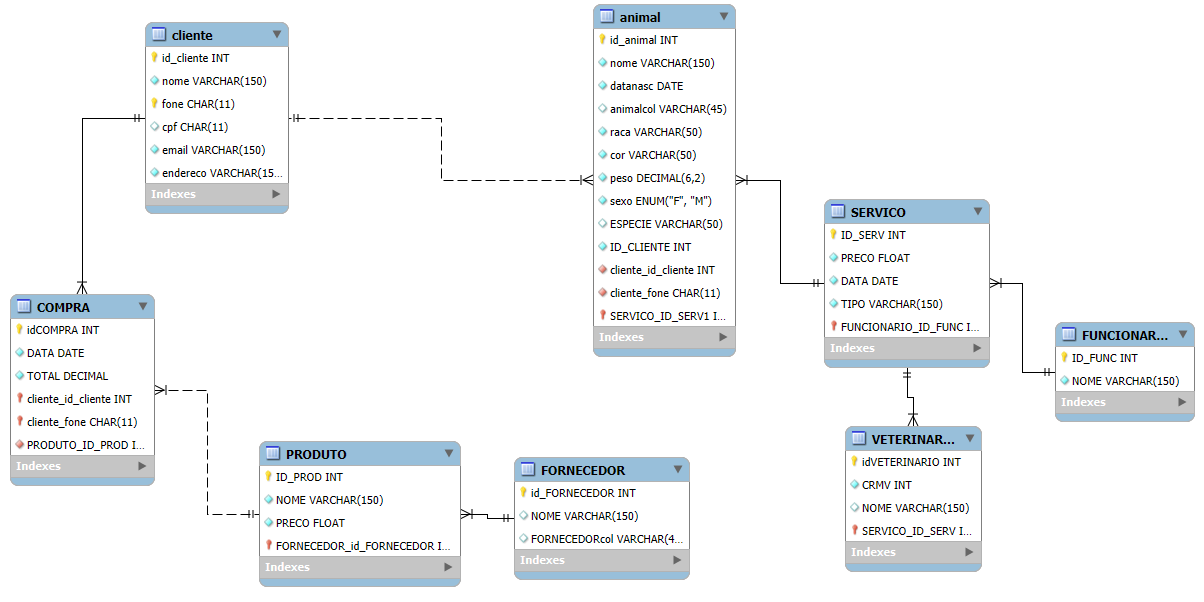 cliente
id_cliente INT
nome VARCHAR(150)
fone CHAR(11)
cpf CHAR(11)
email VARCHAR(150)
endereco VARCHAR(15...
Indexes
animal
id_animal INT
nome VARCHAR(150)
datanasc DATE
animalcol VARCHAR(45)
raca VARCHAR(50)
cor VARCHAR(50)
peso DECIMAL(6,2)
sexo ENUM("F", "M")
ESPECIE VARCHAR(50)
ID_CLIENTE INT
cliente_id_cliente INT
cliente_fone CHAR(11)
SERVICO_ID_SERV1 I...
Indexes
SERVICO
ID_SERV INT
PRECO FLOAT
DATA DATE
TIPO VARCHAR(150)
FUNCIONARIO_ID_FUNC I...
Indexes
COMPRA
idCOMPRA INT
DATA DATE
TOTAL DECIMAL
cliente_id_cliente INT
cliente_fone CHAR(11)
PRODUTO_ID_PROD I...
Indexes
FUNCIONAR...
ID_FUNC INT
NOME VARCHAR(150)
Indexes
PRODUTO
ID_PROD INT
NOME VARCHAR(150)
PRECO FLOAT
FORNECEDOR_id_FORNECEDOR I...
Indexes
FORNECEDOR
id_FORNECEDOR INT
NOME VARCHAR(150)
FORNECEDORcol VARCHAR(4...
Indexes
VETERINAR...
idVETERINARIO INT
CRMV INT
NOME VARCHAR(150)
SERVICO_ID_SERV I...
Indexes